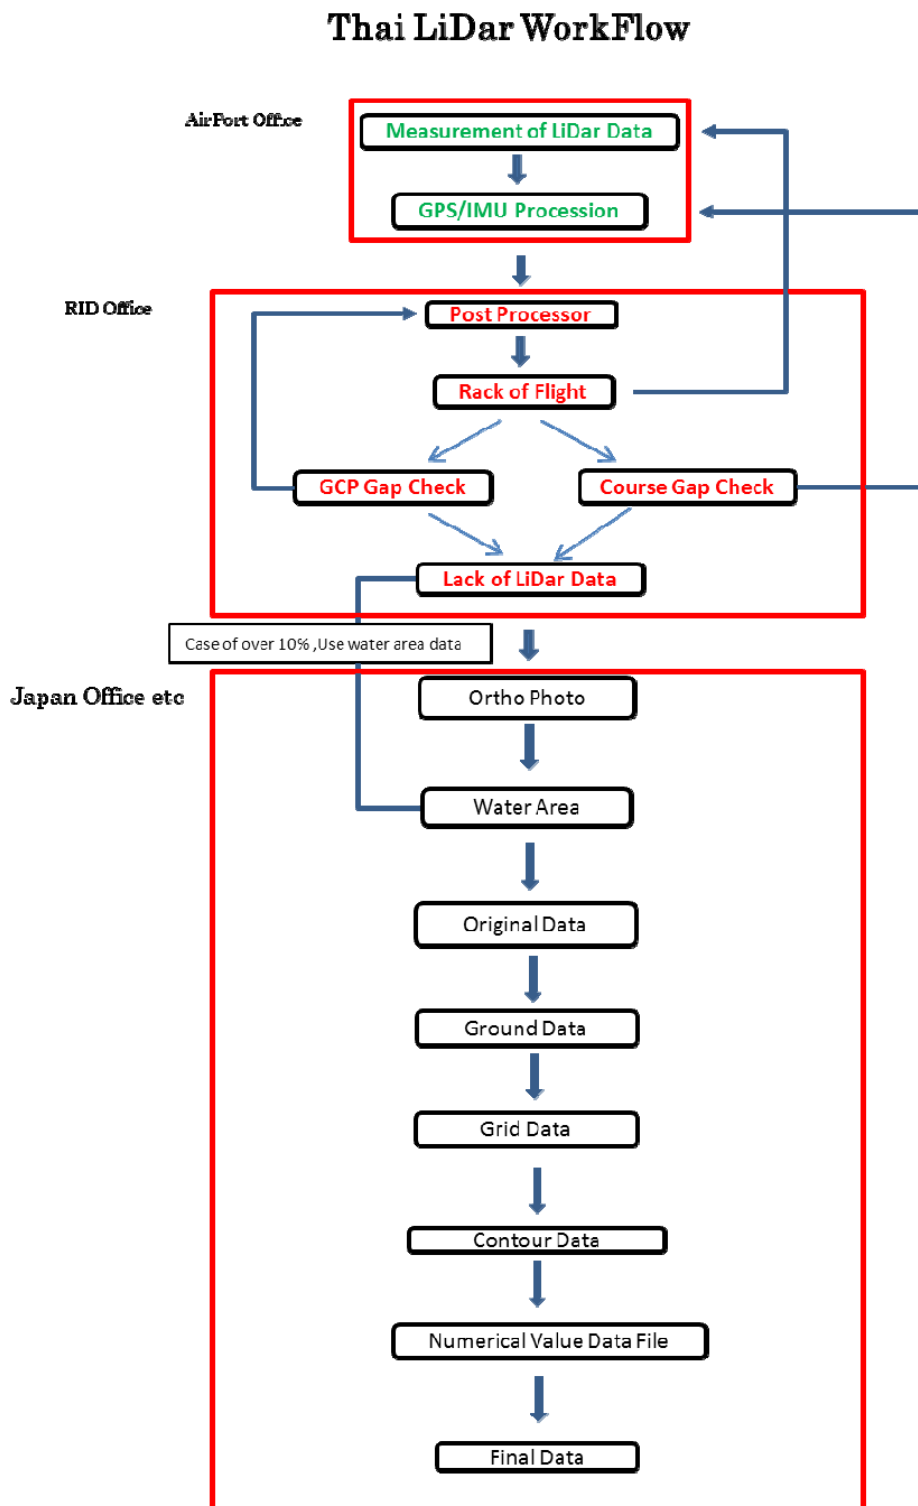 Thai LiDar WorkFlow
AirPort Office
Measurement of LiDar Data
GPS/IMU Procession
RID Office
Post Processor
Rack of Flight
GCP Gap Check
Course Gap Check
Lack of LiDar Data
Case of over 10% ,Use water area data
Japan Office etc
Ortho Photo
Water Area
Original Data
Ground Data
Grid Data
Contour Data
Numerical Value Data File
Final Data